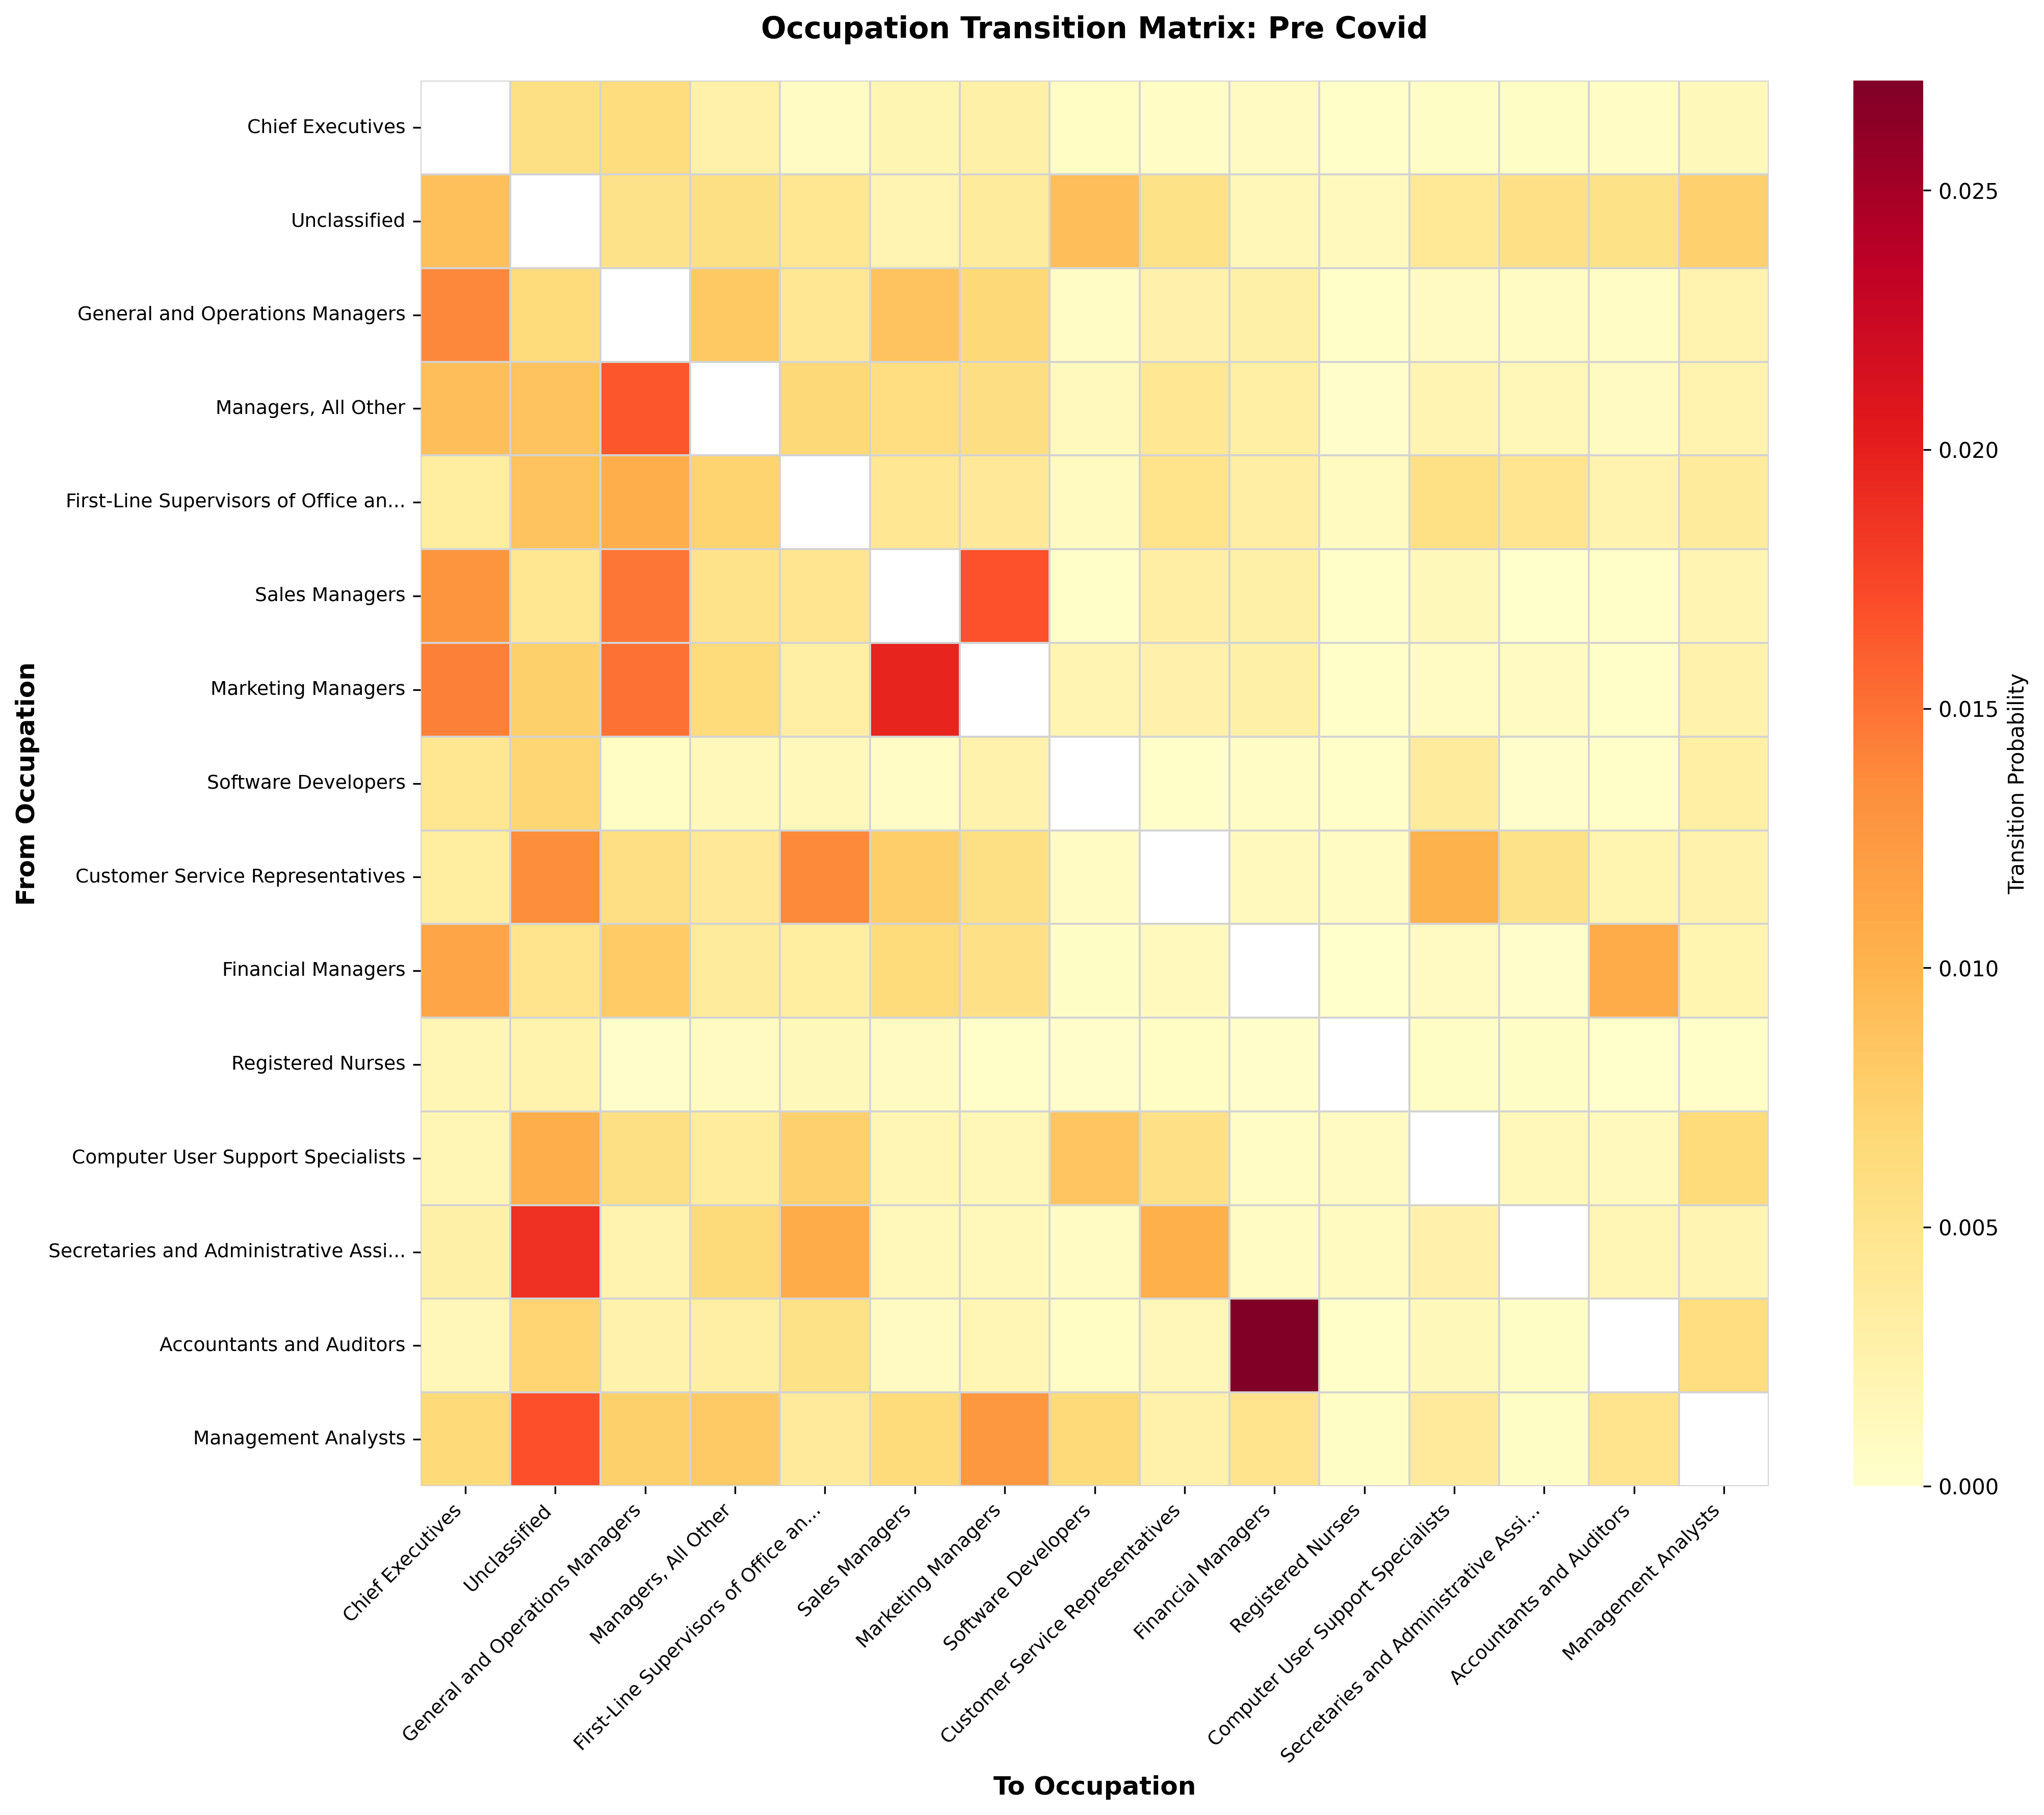 Occupation Transition Matrix: Pre Covid
From Occupation
Chief Executives
Unclassified
General and Operations Managers
Managers, All Other
First-Line Supervisors of Office an...
Sales Managers
Marketing Managers
Software Developers
Customer Service Representatives
Financial Managers
Registered Nurses
Computer User Support Specialists
Secretaries and Administrative Assi...
Accountants and Auditors
Management Analysts
Chief Executives
Unclassified
General and Operations Managers
Managers, All Other
First-Line Supervisors of Office an...
Sales Managers
Marketing Managers
Software Developers
Customer Service Representatives
Financial Managers
Registered Nurses
Computer User Support Specialists
Secretaries and Administrative Assi...
Accountants and Auditors
Management Analysts
To Occupation
0.025
0.020
0.015
0.010
0.005
0.000
Transition Probability